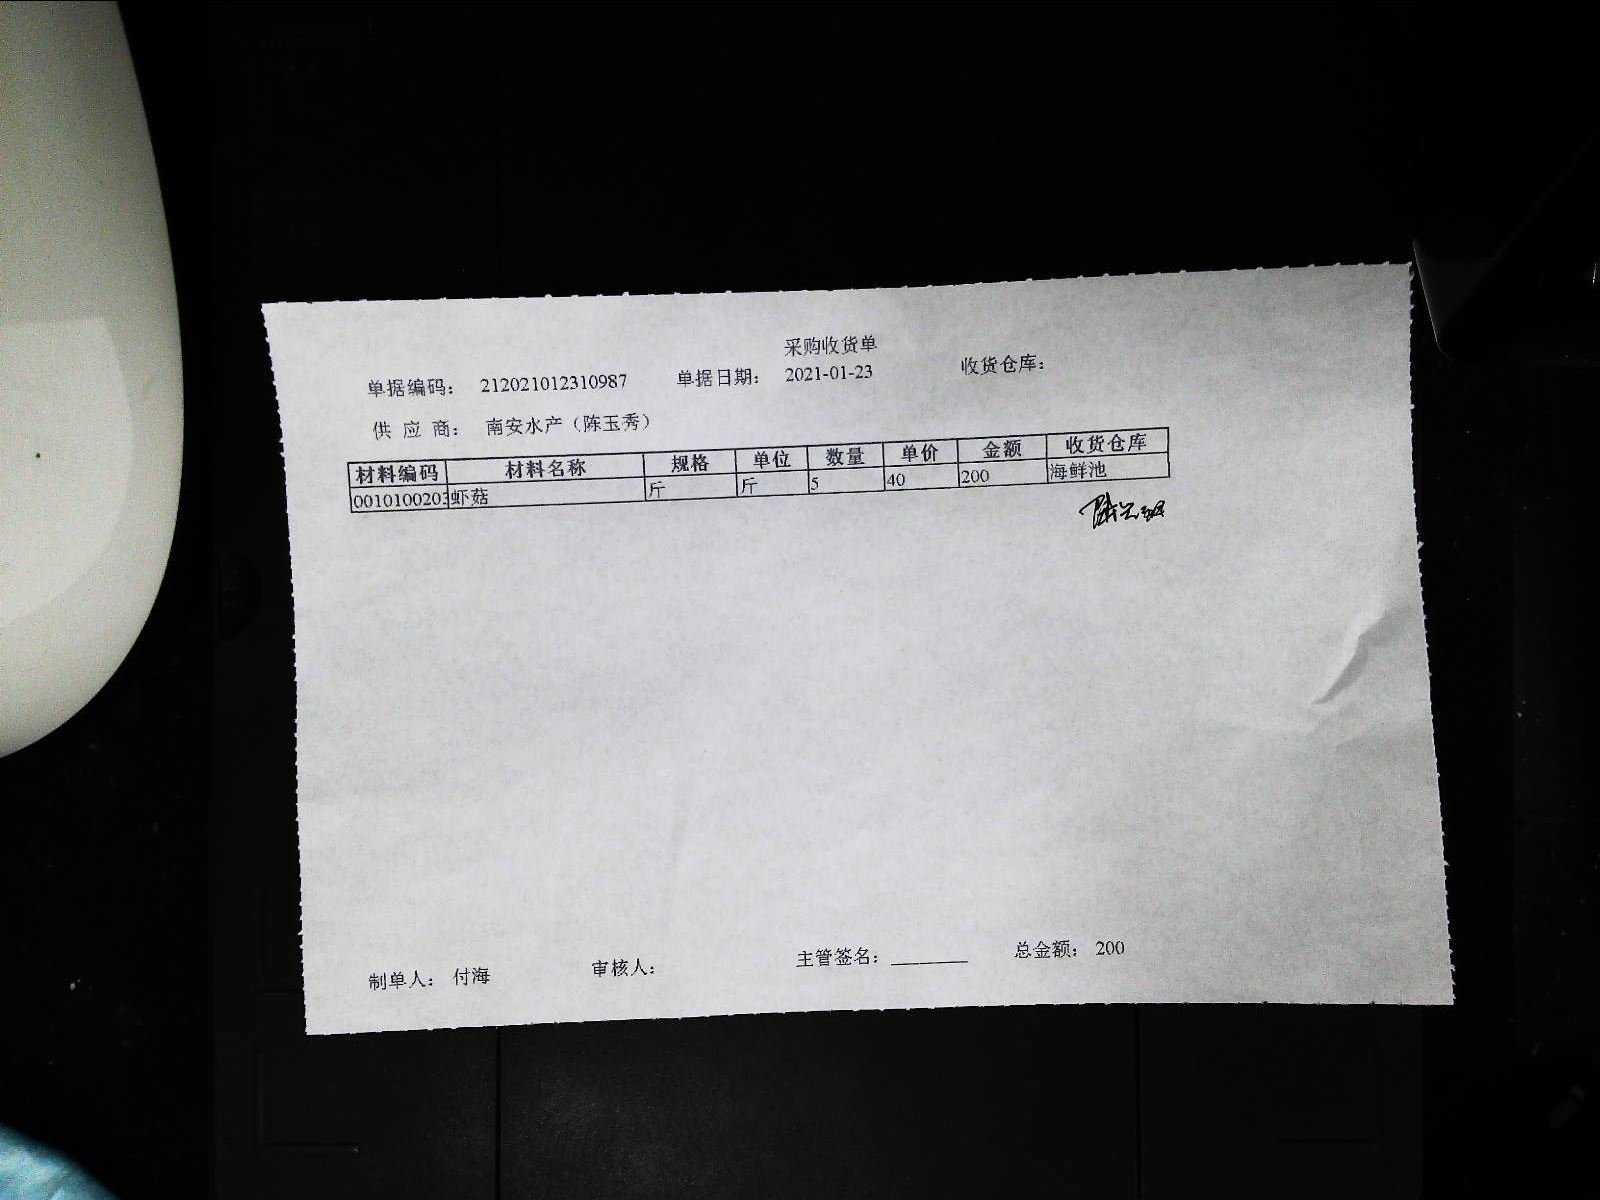 采购收货单
单据编码： 212021012310987 单据日期： 2021-01-23 收货仓库：
供 应 商： 南安水产（陈玉秀）
材料编码 材料名称 规格 单位 数量 单价 金额 收货仓库
0010100203 虾菇 斤 斤 5 40 200 海鲜池
制单人： 付海 审核人： 主管签名： ________ 总金额： 200